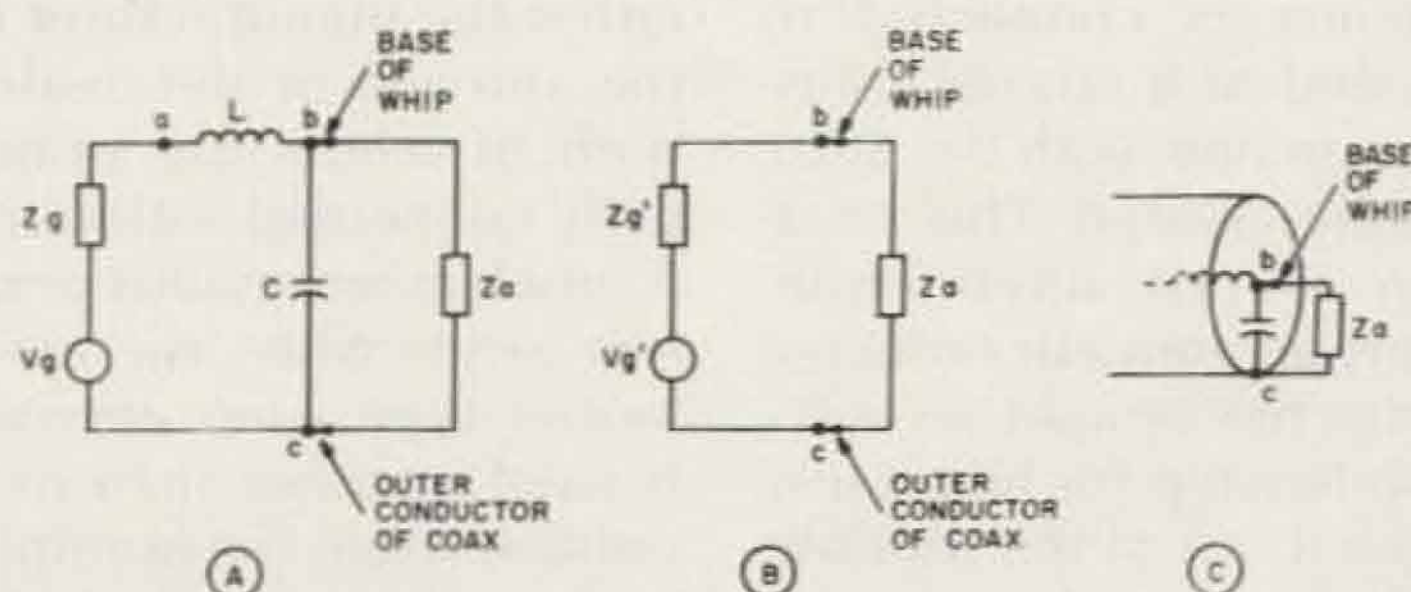 BASE
OF
WHIP
a
L
b
Zg
C
Za
Vg
c
OUTER
CONDUCTOR
OF COAX
A
BASE
OF
WHIP
b
Zg'
Za
Vg'
c
OUTER
CONDUCTOR
OF COAX
B
BASE
OF
WHIP
b
Za
c
C